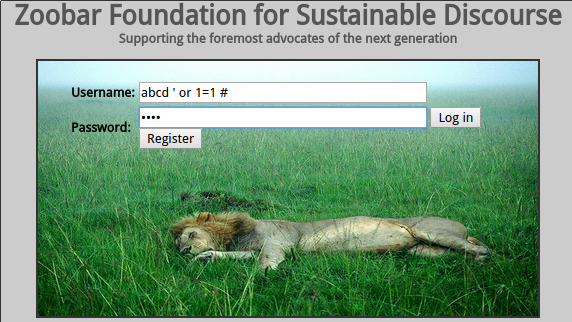 Zoobar Foundation for Sustainable Discourse
Supporting the foremost advocates of the next generation
Username: abcd ' or 1=1 #
Password: •••• Log in
Register